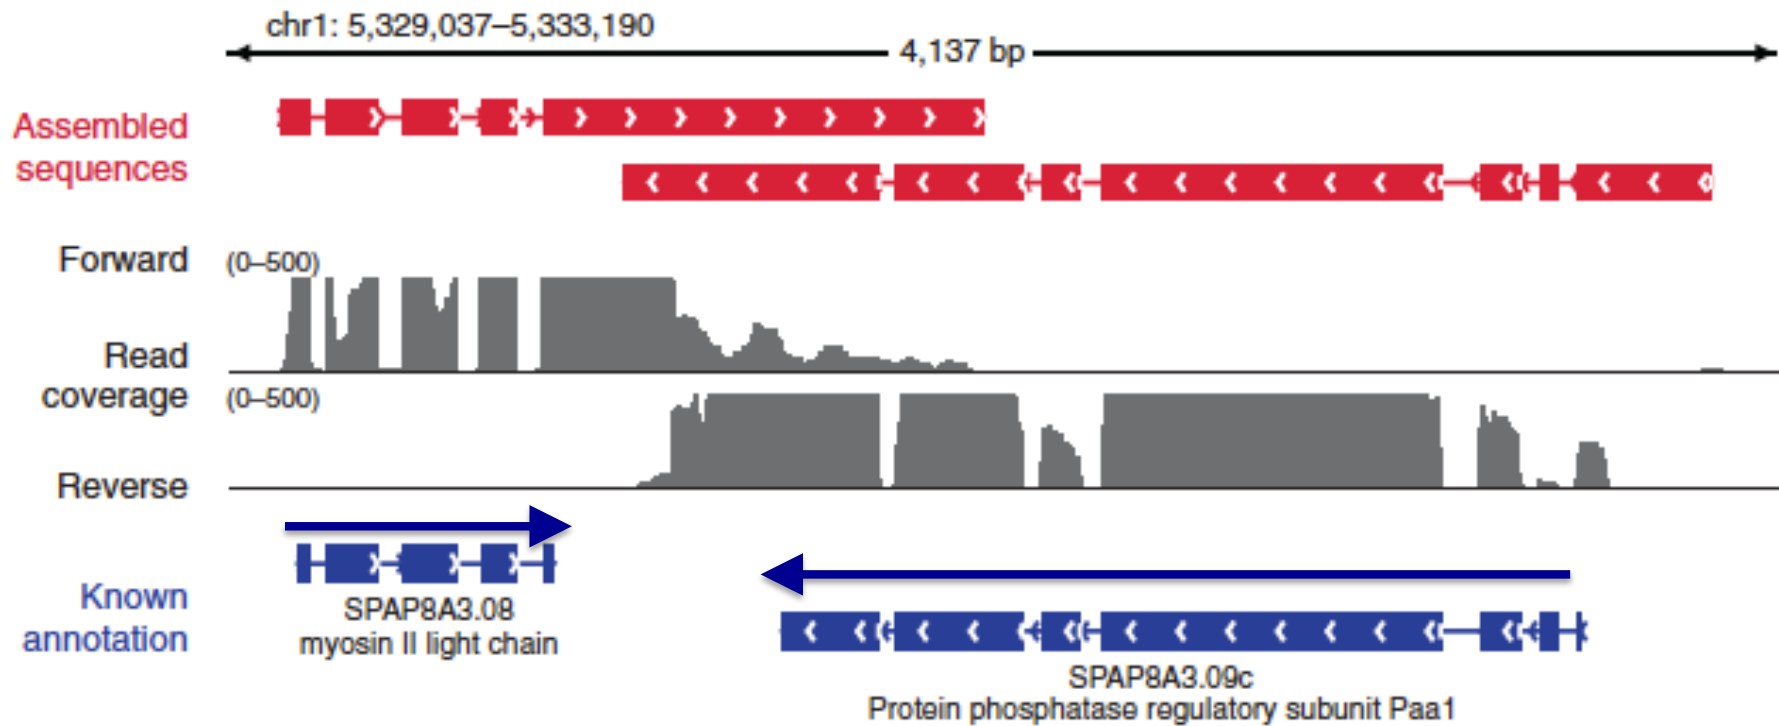 chr1: 5,329,037–5,333,190
4,137 bp
Assembled
sequences
Forward
(0–500)
Read
coverage
(0–500)
Reverse
Known
annotation
SPAP8A3.08
myosin II light chain
SPAP8A3.09c
Protein phosphatase regulatory subunit Paa1